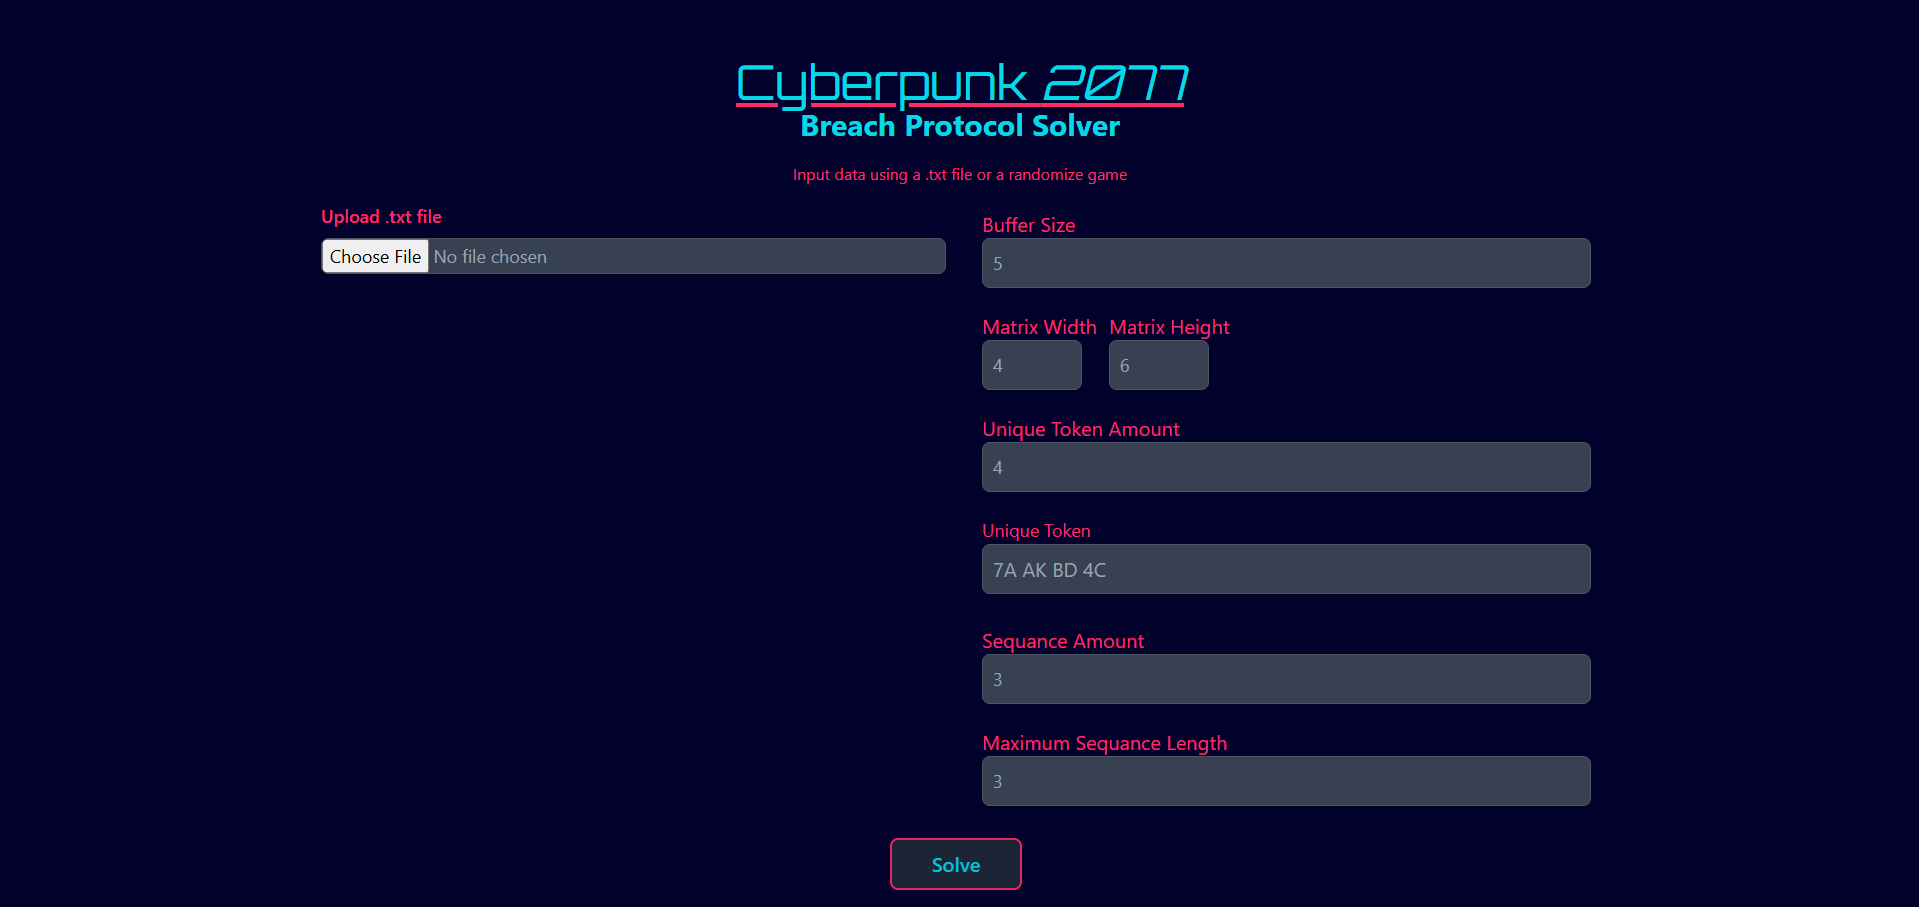 Cyberpunk 2077
Breach Protocol Solver
Input data using a .txt file or a randomize game
Upload .txt file
Choose File No file chosen
Buffer Size
5
Matrix Width Matrix Height
4 6
Unique Token Amount
4
Unique Token
7A AK BD 4C
Sequance Amount
3
Maximum Sequance Length
3
Solve